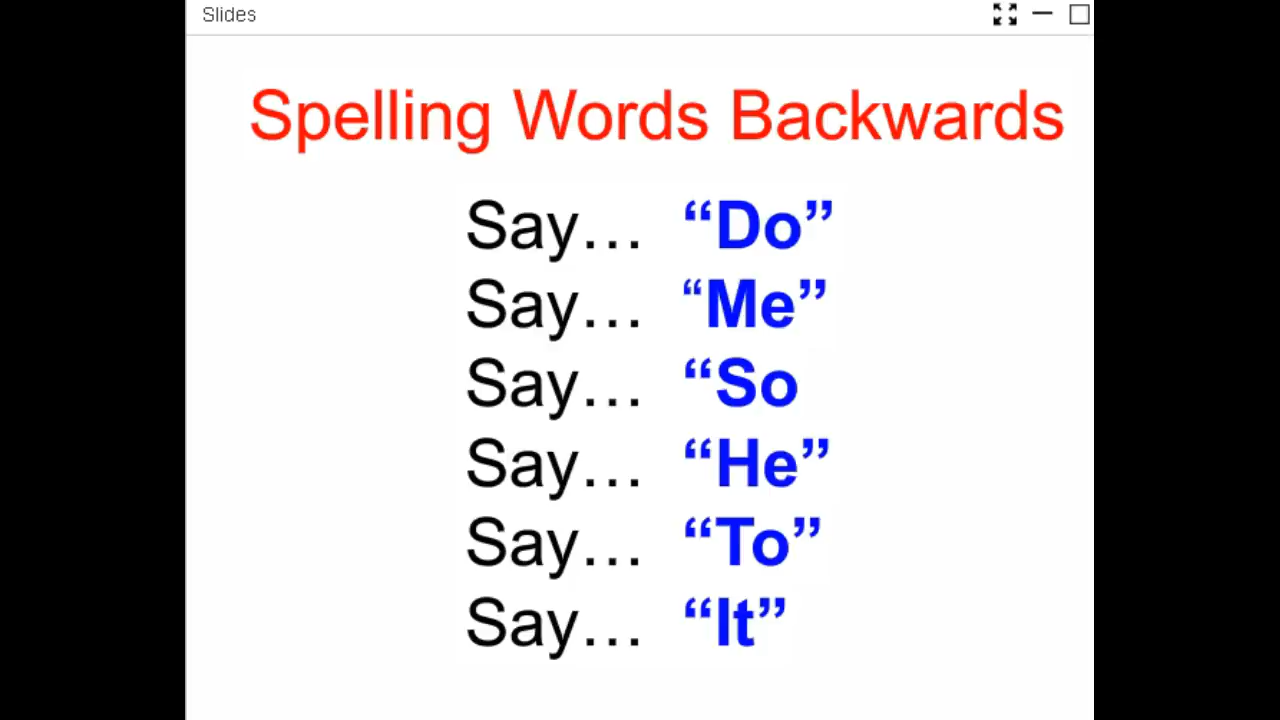 Slides
Spelling Words Backwards
Say… “Do”
Say… “Me”
Say… “So
Say… “He”
Say… “To”
Say… “It”